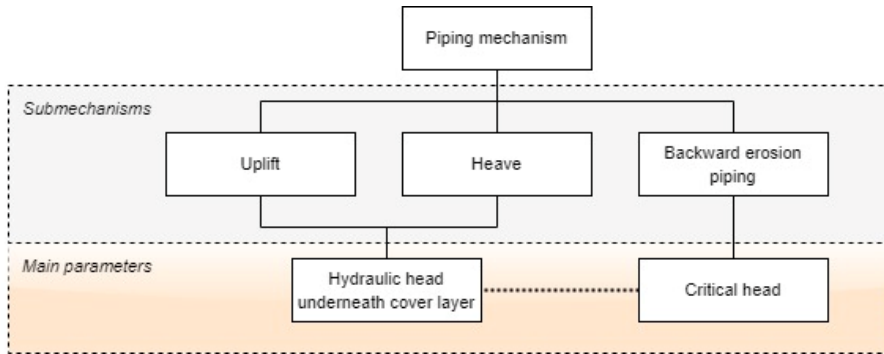 Piping mechanism
Submechanisms
Uplift
Heave
Backward erosion
piping
Main parameters
Hydraulic head
underneath cover layer
Critical head